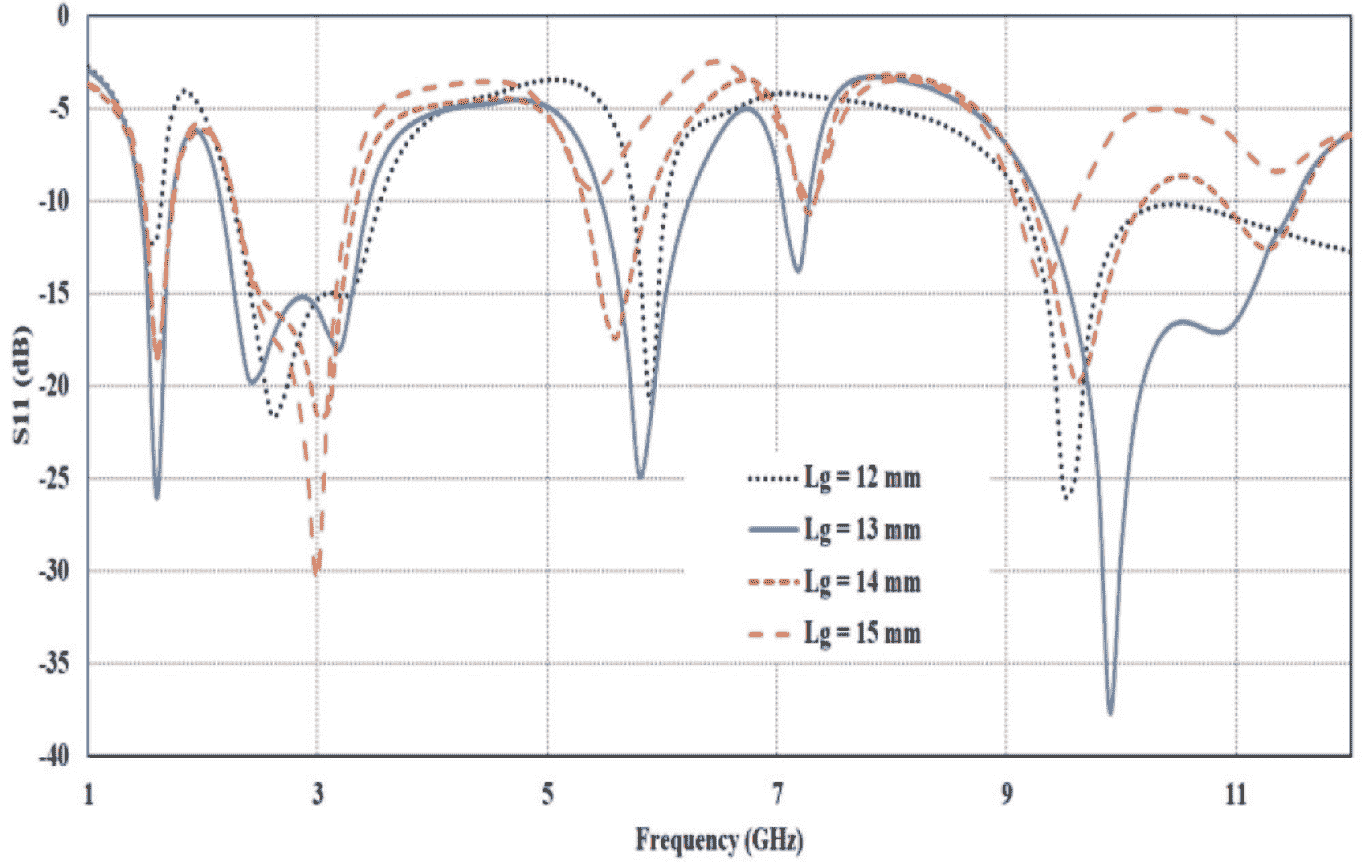 0
-5
-10
-15
-20
-25
-30
-35
-40
S11 (dB)
Lg = 12 mm
Lg = 13 mm
Lg = 14 mm
Lg = 15 mm
1 3 5 7 9 11
Frequency (GHz)